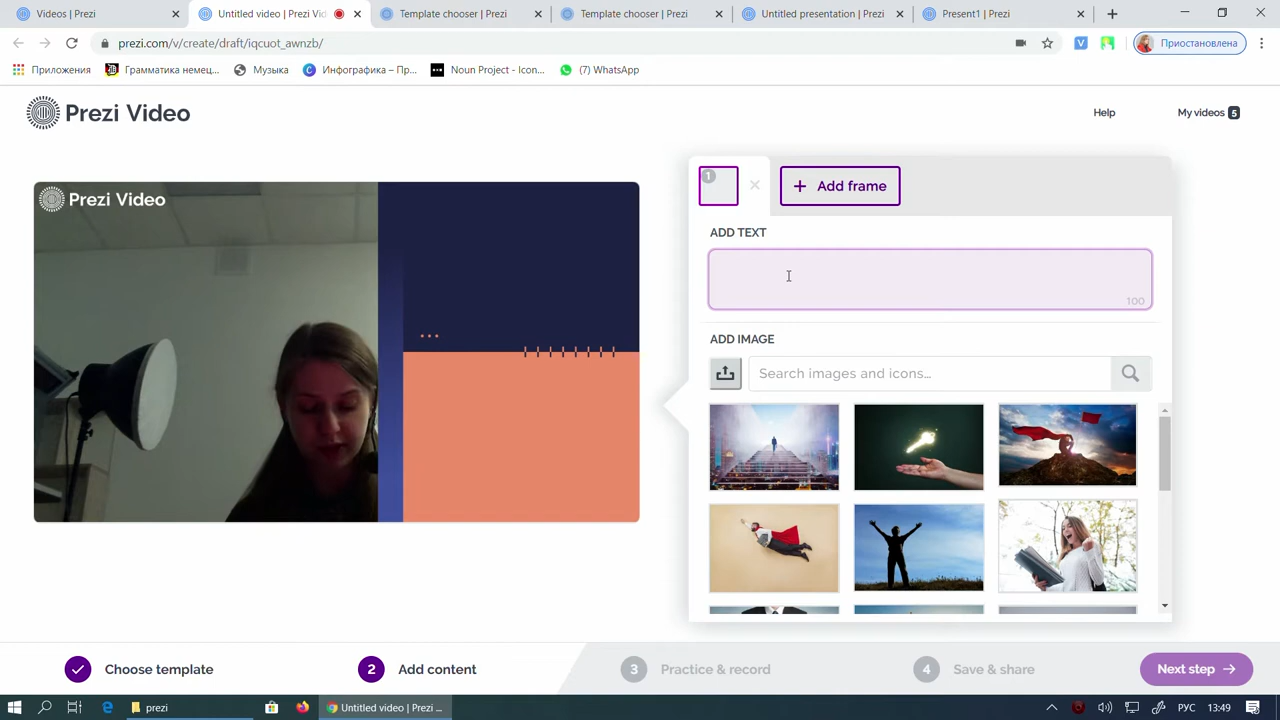 Videos | Prezi
Untitled video | Prezi Vid
Template chooser | Prezi
Template chooser | Prezi
Untitled presentation | Prezi
Present1 | Prezi
prezi.com/v/create/draft/iqcuot_awnzb/
Приостановлена
Приложения
Грамматика немец...
Музыка
Инфографика – Пр...
Noun Project - Icon...
(7) WhatsApp
Prezi Video
Help
My videos 5
Prezi Video
1
+ Add frame
ADD TEXT
100
ADD IMAGE
Search images and icons...
Choose template
2 Add content
3 Practice & record
4 Save & share
Next step →
prezi
Untitled video | Prezi ...
РУС
13:49